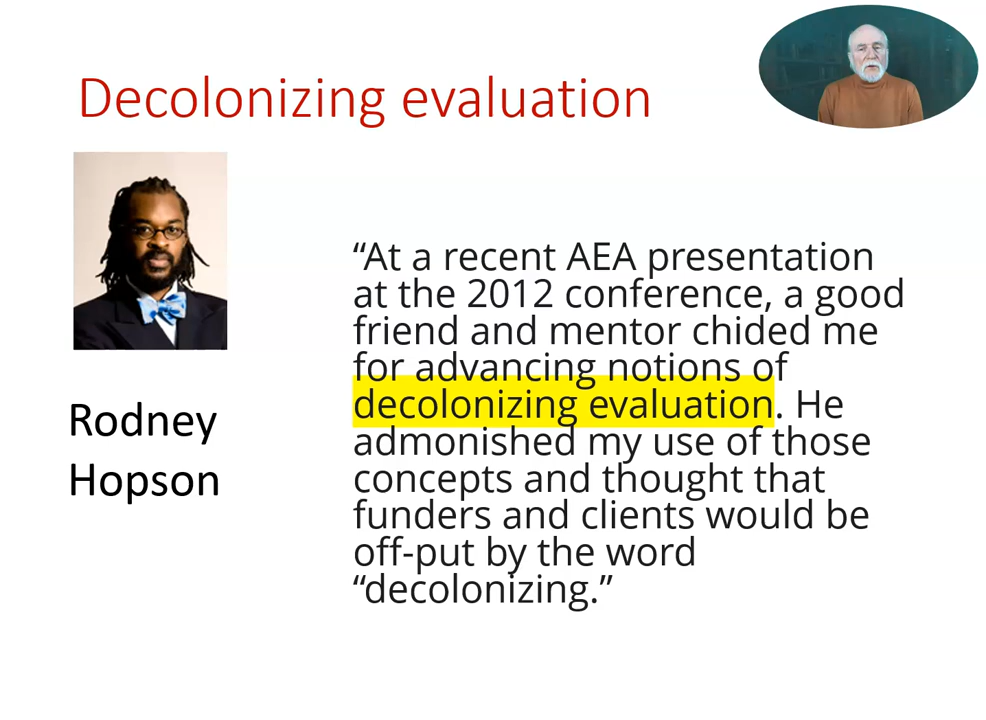 Decolonizing evaluation
Rodney
Hopson
“At a recent AEA presentation
at the 2012 conference, a good
friend and mentor chided me
for advancing notions of
decolonizing evaluation. He
admonished my use of those
concepts and thought that
funders and clients would be
off-put by the word
“decolonizing.”